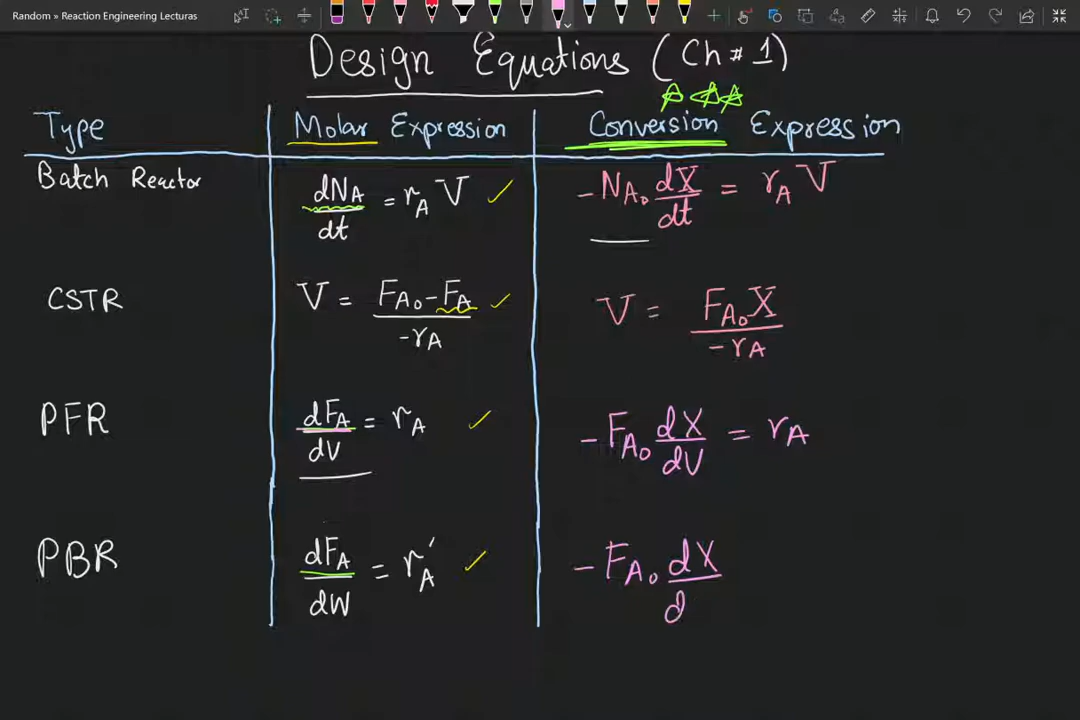 Random » Reaction Engineering Lecturas
Design Equations (Ch # 1)
Type Molar Expression Conversion Expression
Batch Reactor dN_A/dt = r_A V ✓ -N_A₀ dX/dt = r_A V
CSTR V = (F_A₀ - F_A)/(-r_A) ✓ V = F_A₀ X/(-r_A)
PFR dF_A/dV = r_A ✓ -F_A₀ dX/dV = r_A
PBR dF_A/dW = r_A' ✓ -F_A₀ dX/d